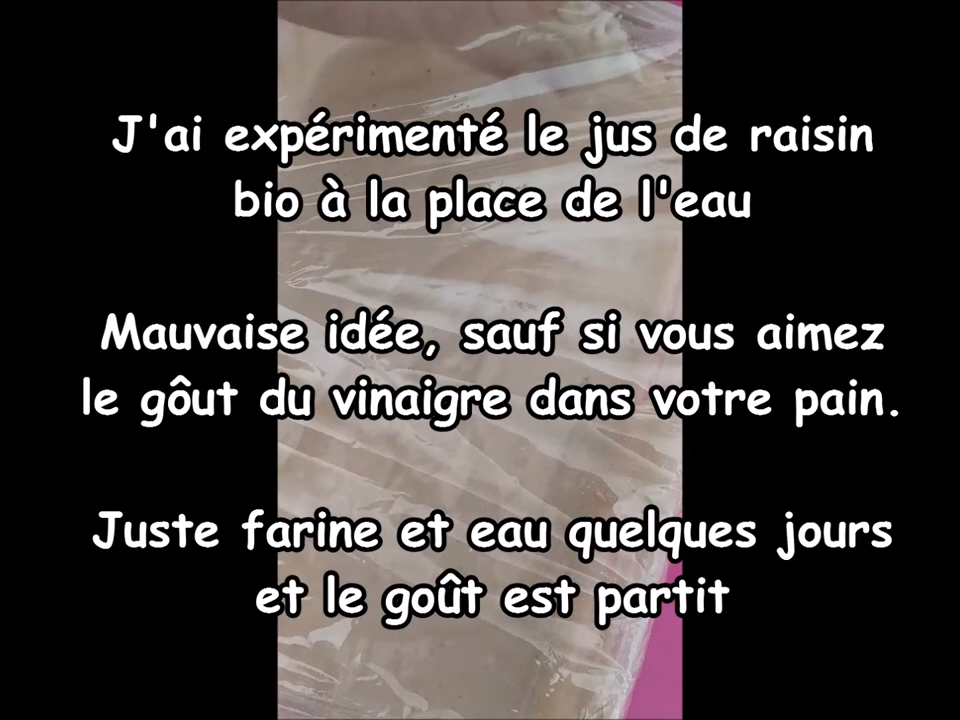 J'ai expérimenté le jus de raisin
bio à la place de l'eau
Mauvaise idée, sauf si vous aimez
le gôut du vinaigre dans votre pain.
Juste farine et eau quelques jours
et le goût est partit